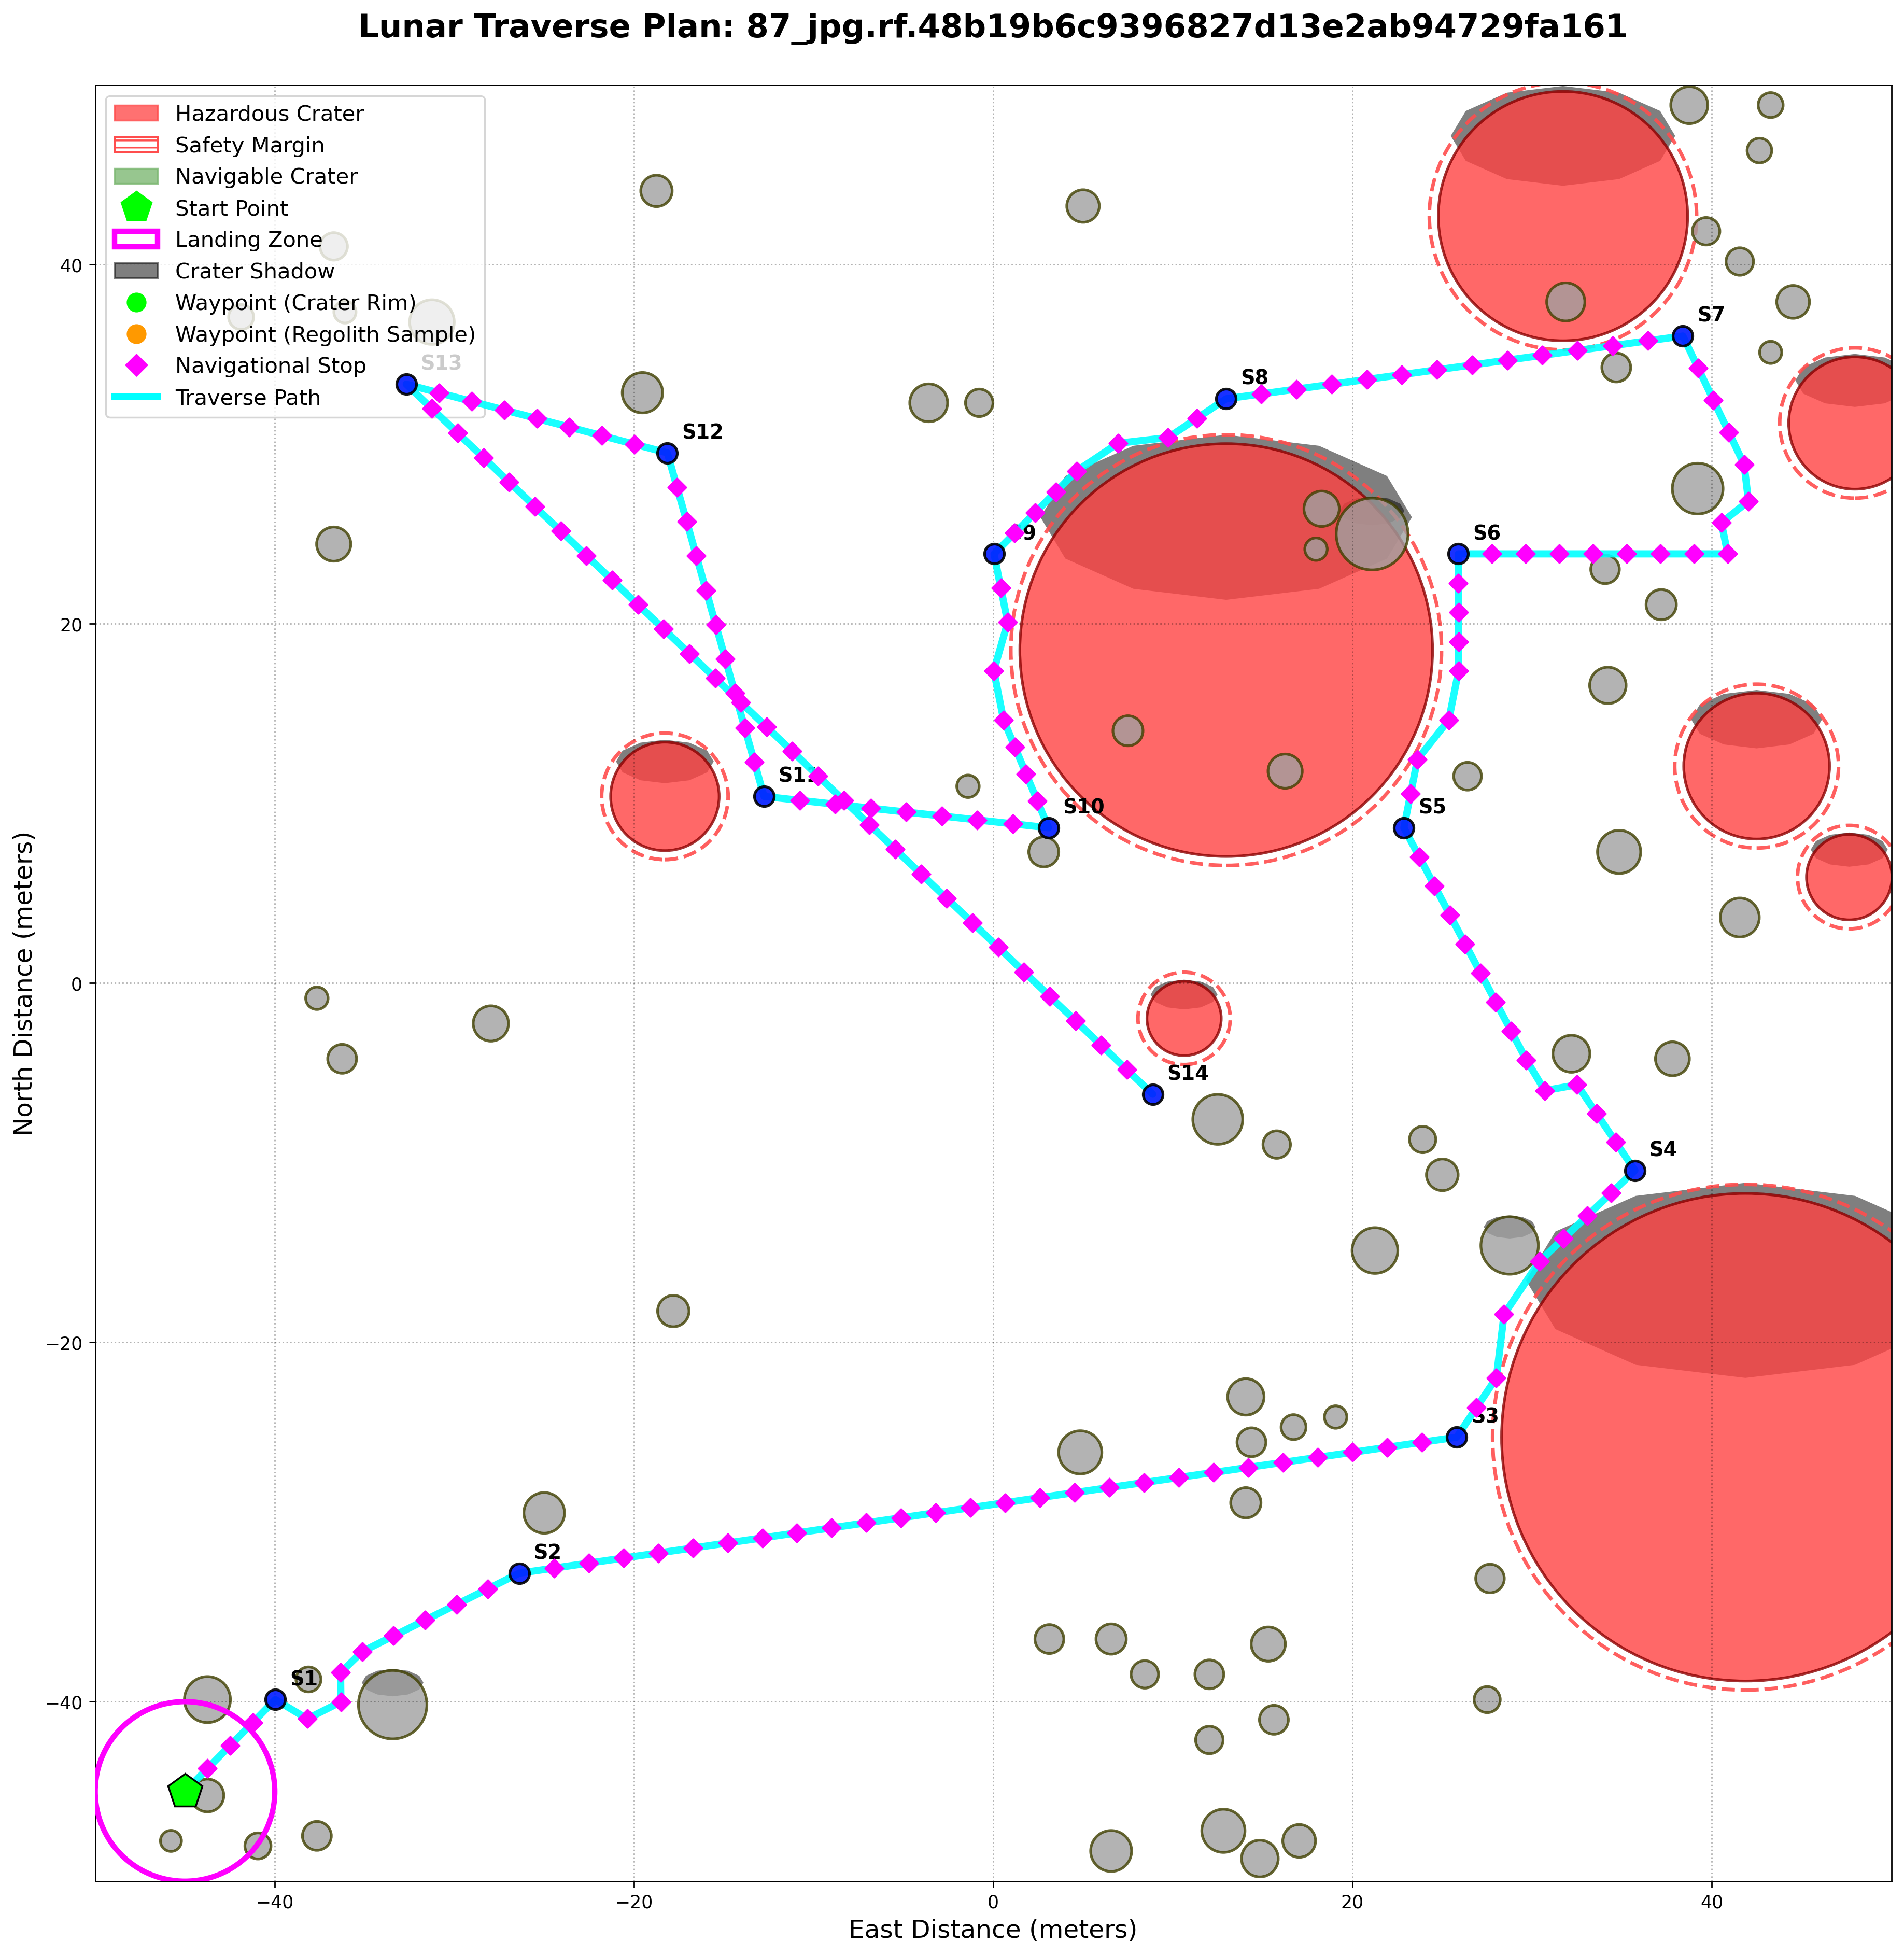 Lunar Traverse Plan: 87_jpg.rf.48b19b6c9396827d13e2ab94729fa161
Hazardous Crater
Safety Margin
Navigable Crater
Start Point
Landing Zone
Crater Shadow
Waypoint (Crater Rim)
Waypoint (Regolith Sample)
Navigational Stop
Traverse Path
S7
S13
S8
S12
S6
S10
S5
S14
S4
S3
S2
S1
40
20
0
−20
−40
−40
−20
0
20
40
North Distance (meters)
East Distance (meters)